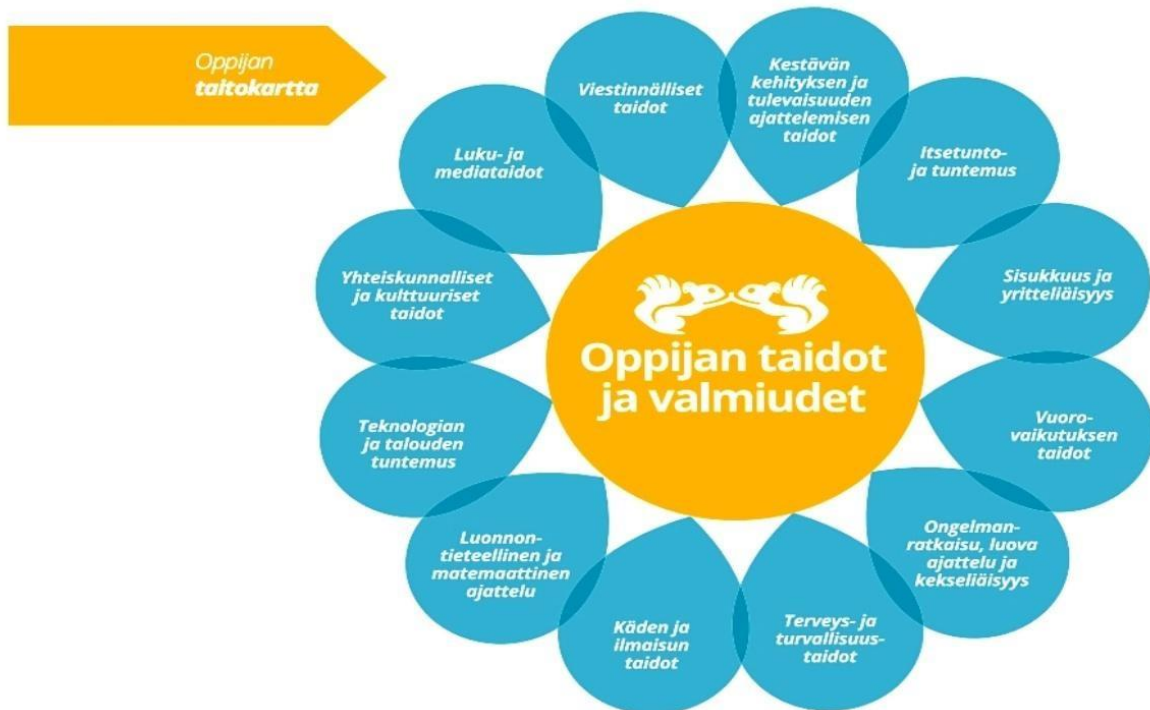 Oppijan
taitokartta
Viestinnälliset
taidot
Kestävän
kehityksen ja
tulevaisuuden
ajattelemisen
taidot
Itsetunto-
ja tuntemus
Sisukkuus ja
yritteliäisyys
Vuoro-
vaikutuksen
taidot
Ongelman-
ratkaisu, luova
ajattelu ja
kekseliäisyys
Terveys- ja
turvallisuus-
taidot
Käden ja
ilmaisun
taidot
Luonnon-
tieteellinen ja
matemaattinen
ajattelu
Teknologian
ja talouden
tuntemus
Yhteiskunnalliset
ja kulttuuriset
taidot
Luku- ja
mediataidot
Oppijan taidot
ja valmiudet